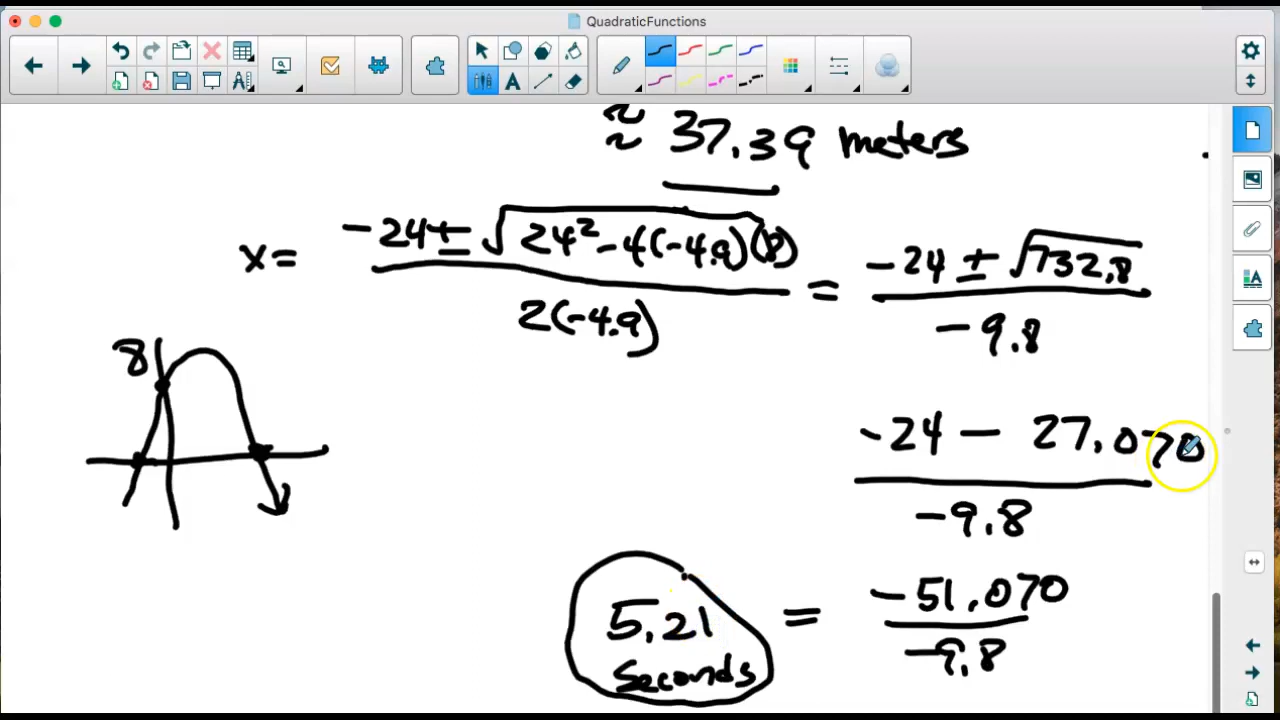 QuadraticFunctions
≈ 37.39 meters
x = -24 ± √24² - 4(-4.9)(8) / 2(-4.9) = -24 ± √732.8 / -9.8
8
-24 - 27.070 / -9.8
5.21 seconds = -51.070 / -9.8